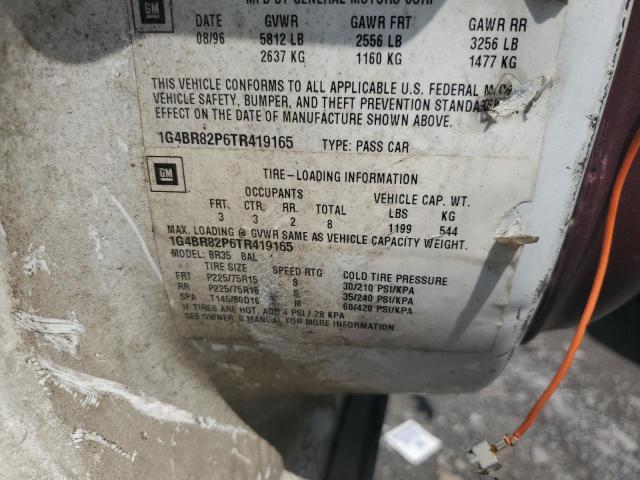 GM
MFD BY GENERAL MOTORS CORP
DATE GVWR GAWR FRT GAWR RR
08/96 5812 LB 2556 LB 3256 LB
2637 KG 1160 KG 1477 KG
THIS VEHICLE CONFORMS TO ALL APPLICABLE U.S. FEDERAL
VEHICLE SAFETY, BUMPER, AND THEFT PREVENTION STANDARDS
EFFECT ON THE DATE OF MANUFACTURE SHOWN ABOVE.
1G4BR82P6TR419165 TYPE: PASS CAR
GM
TIRE-LOADING INFORMATION
OCCUPANTS VEHICLE CAP. WT.
FRT. CTR. RR. TOTAL LBS KG
3 3 2 8 1199 544
MAX. LOADING @ GVWR SAME AS VEHICLE CAPACITY WEIGHT.
1G4BR82P6TR419165
MODEL: BR35 BAL
TIRE SIZE SPEED RTG COLD TIRE PRESSURE
FRT P225/75R15 S 30/210 PSI/KPA
RR P225/75R15 S 35/240 PSI/KPA
SPA T145/80D16 M 60/420 PSI/KPA
IF TIRES ARE HOT, ADD 4 PSI / 28 KPA
SEE OWNER'S MANUAL FOR MORE INFO